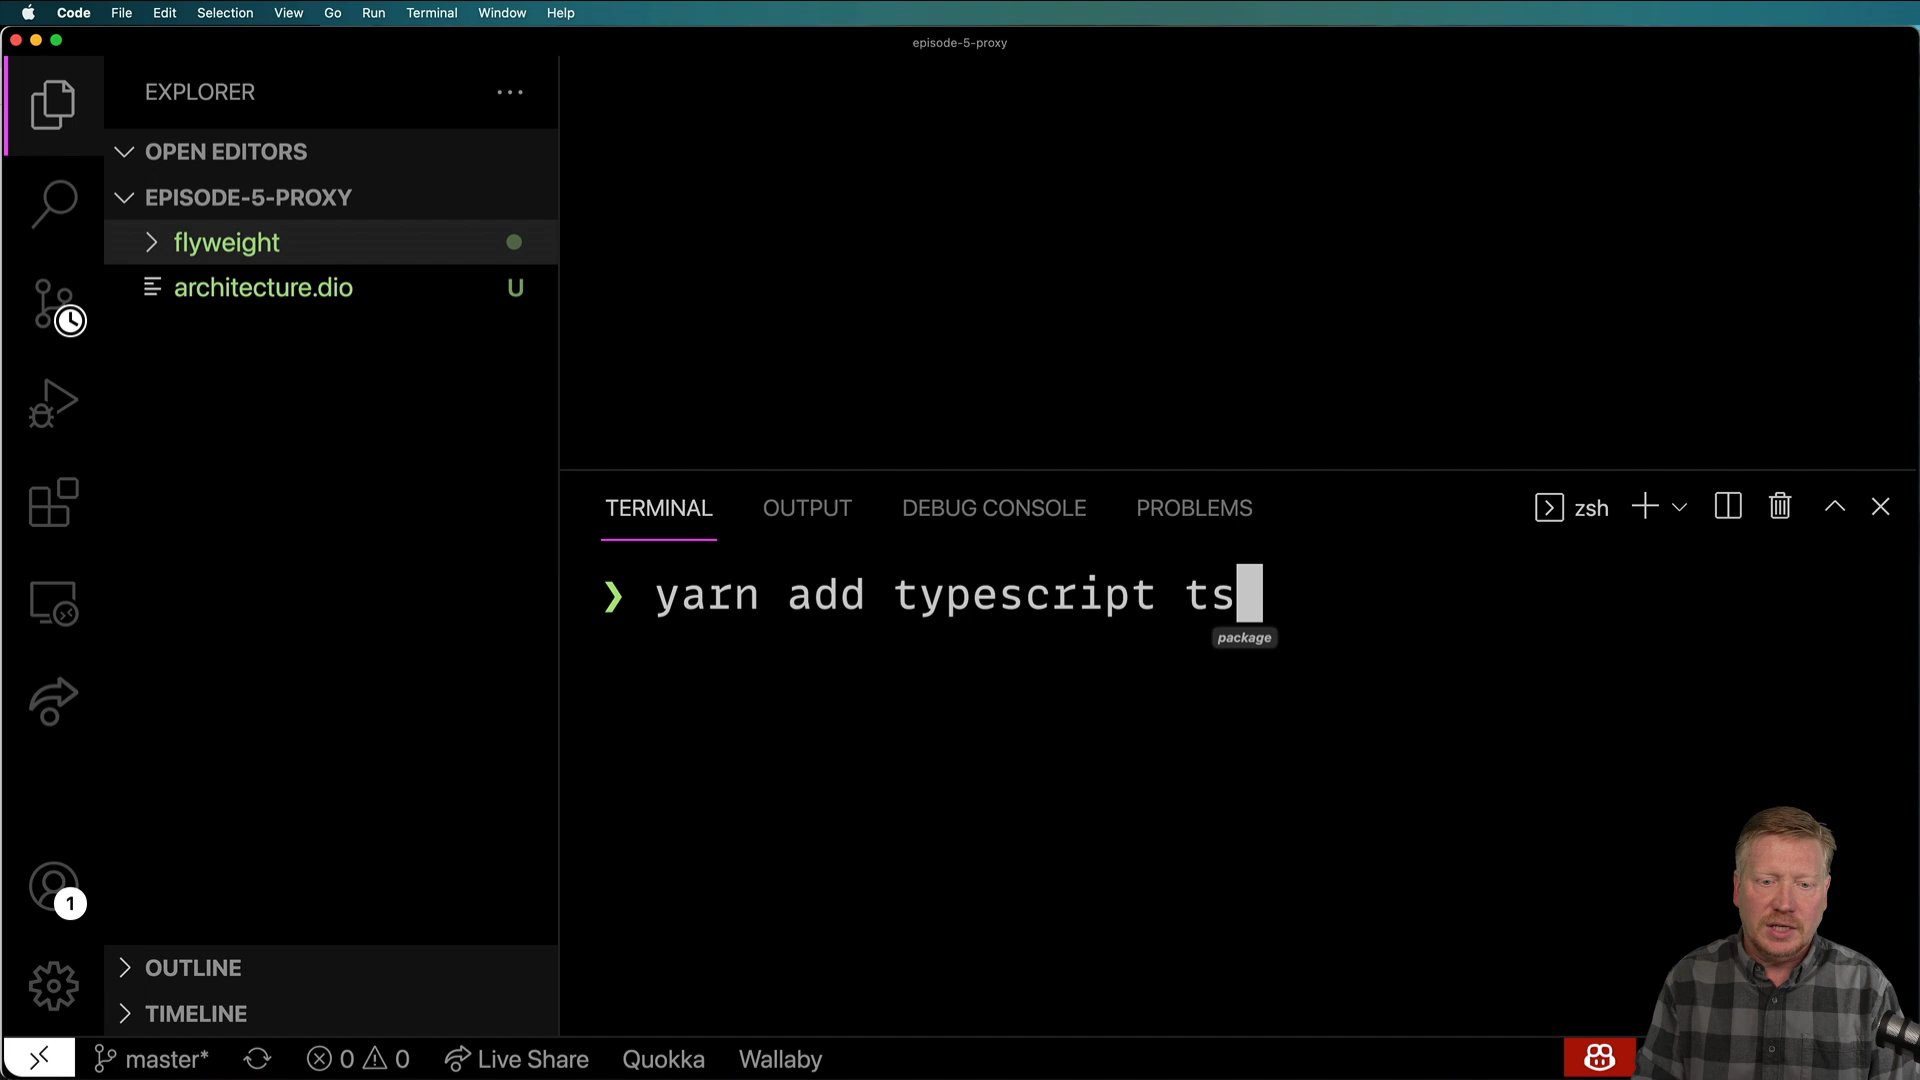 Code File Edit Selection View Go Run Terminal Window Help
episode-5-proxy
EXPLORER
OPEN EDITORS
EPISODE-5-PROXY
flyweight
architecture.dio U
TERMINAL OUTPUT DEBUG CONSOLE PROBLEMS zsh
❯ yarn add typescript ts
package
1
OUTLINE
TIMELINE
master* 0 0 Live Share Quokka Wallaby